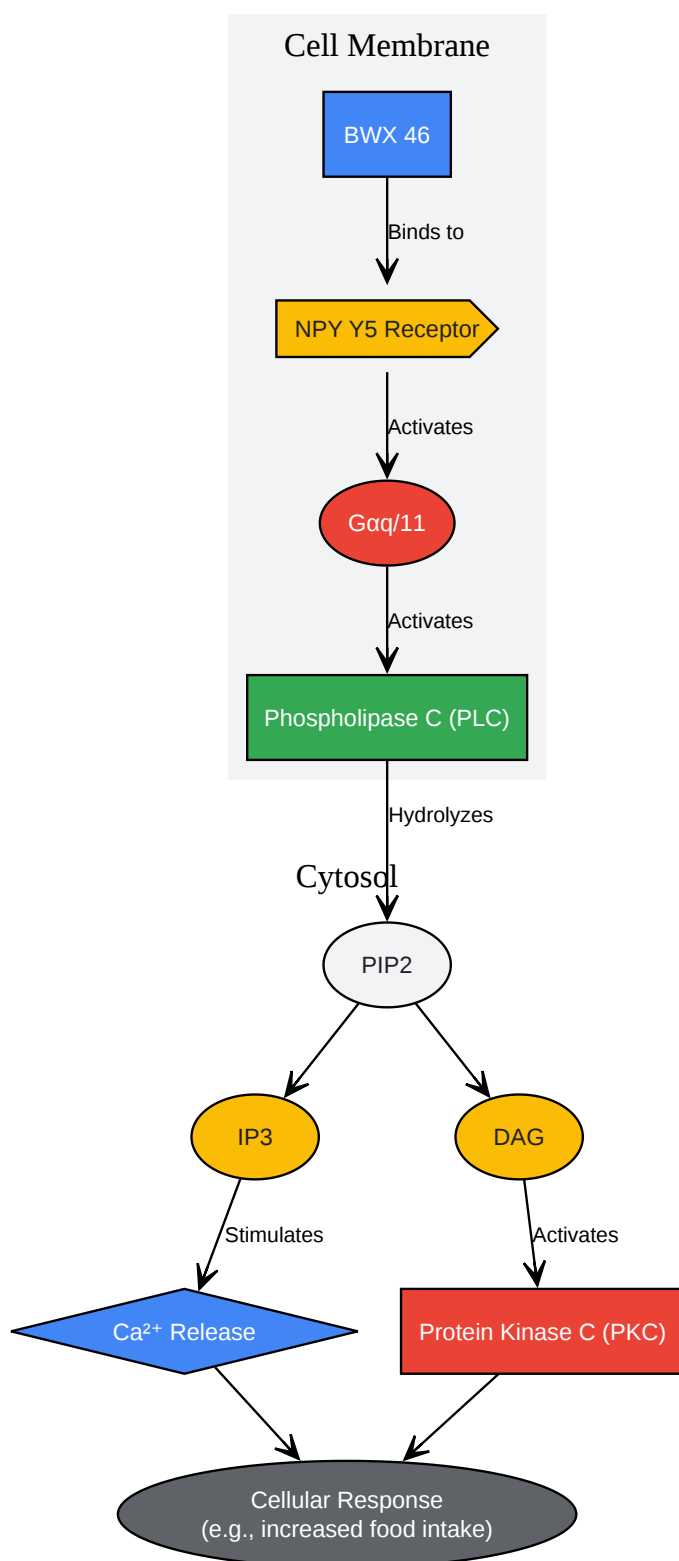 Cell Membrane
BWX 46
Binds to
NPY Y5 Receptor
Activates
Gαq/11
Activates
Phospholipase C (PLC)
Hydrolyzes
Cytosol
PIP2
IP3
DAG
Stimulates
Activates
Ca²⁺ Release
Protein Kinase C (PKC)
Cellular Response
(e.g., increased food intake)